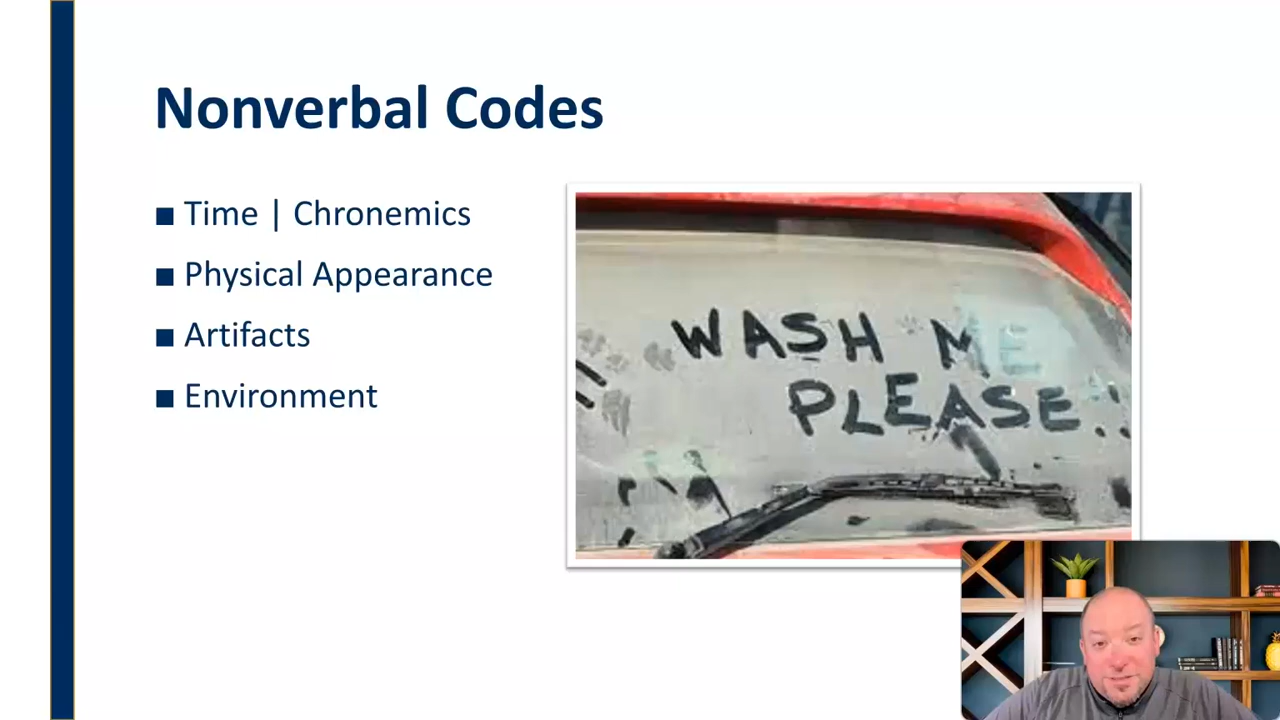 Nonverbal Codes
Time | Chronemics
Physical Appearance
Artifacts
Environment
WASH ME
PLEASE!